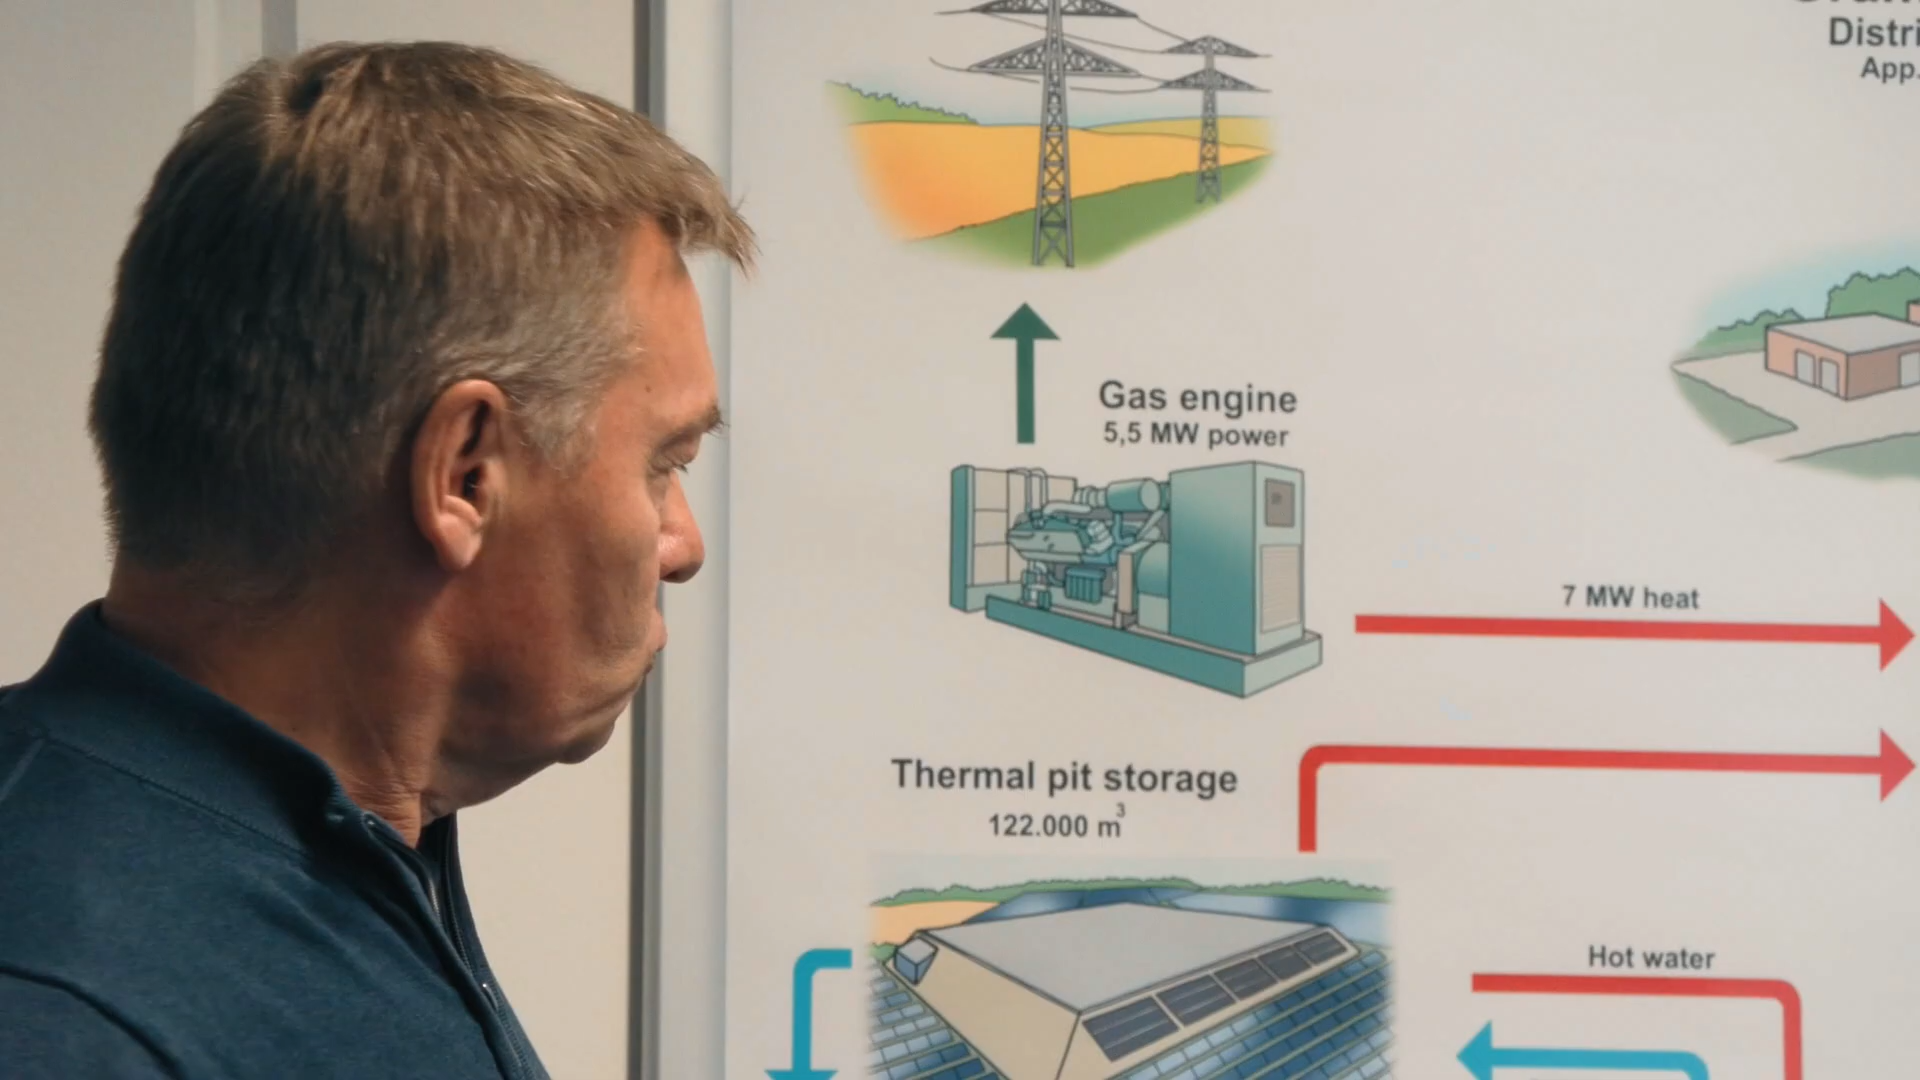 Distri
App.
Gas engine
5,5 MW power
7 MW heat
Thermal pit storage
122.000 m³
Hot water